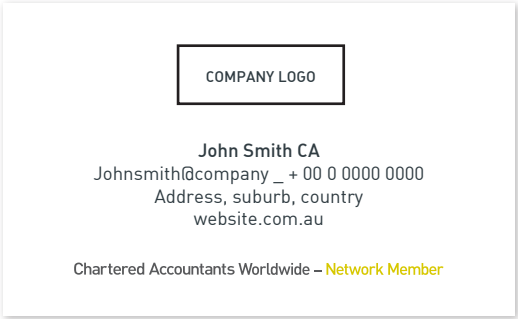 COMPANY LOGO
John Smith CA
Johnsmith@company _ + 00 0 0000 0000
Address, suburb, country
website.com.au
Chartered Accountants Worldwide – Network Member